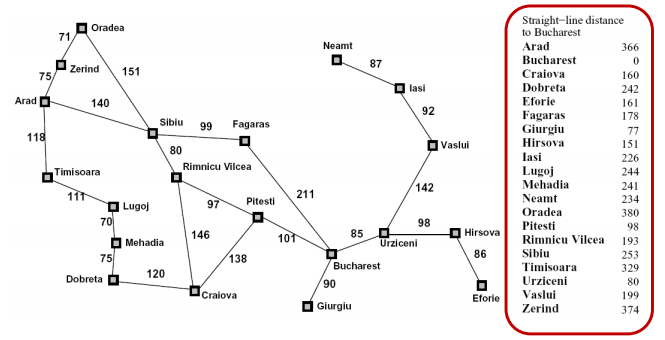 Oradea
71
Neamt
Zerind
87
151
75
Iasi
Arad
140
92
Sibiu
99
Fagaras
118
Vaslui
80
Rimnicu Vilcea
Timisoara
142
111
211
Lugoj
97
Pitesti
70
98
Hirsova
85
Mehadia
146
101
Urziceni
86
75
138
Bucharest
120
90
Dobreta
Craiova
Eforie
Giurgiu
Straight–line distance
to Bucharest
Arad 366
Bucharest 0
Craiova 160
Dobreta 242
Eforie 161
Fagaras 178
Giurgiu 77
Hirsova 151
Iasi 226
Lugoj 244
Mehadia 241
Neamt 234
Oradea 380
Pitesti 98
Rimnicu Vilcea 193
Sibiu 253
Timisoara 329
Urziceni 80
Vaslui 199
Zerind 374